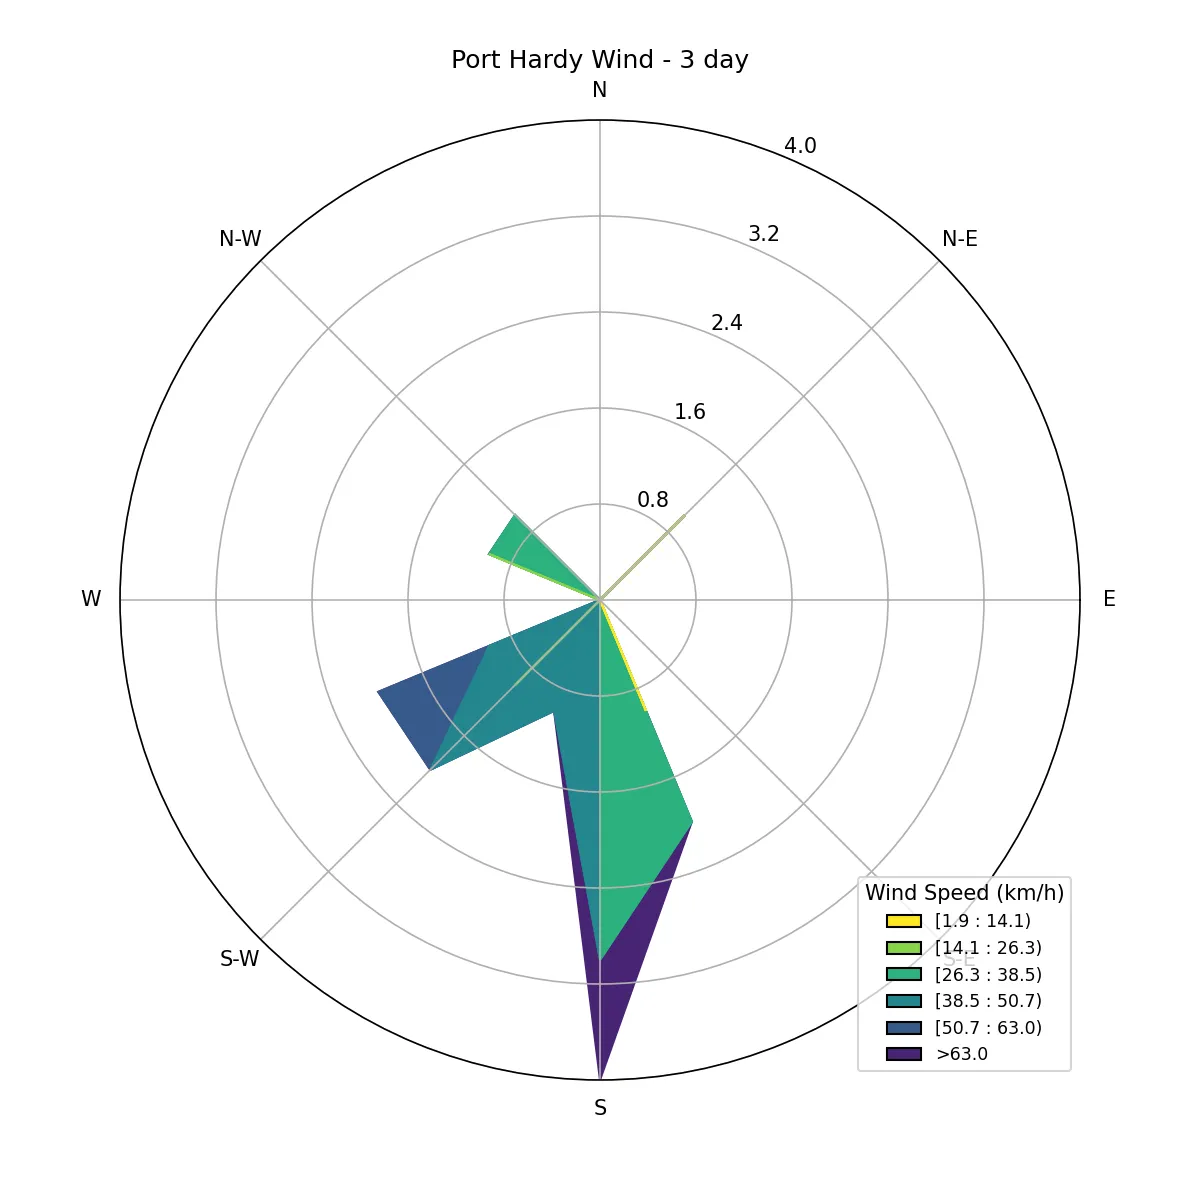 Port Hardy Wind - 3 day
N
4.0
N-W
3.2
N-E
2.4
1.6
0.8
W
E
Wind Speed (km/h)
[1.9 : 14.1)
[14.1 : 26.3)
S-W
S-E
[26.3 : 38.5)
[38.5 : 50.7)
[50.7 : 63.0)
>63.0
S